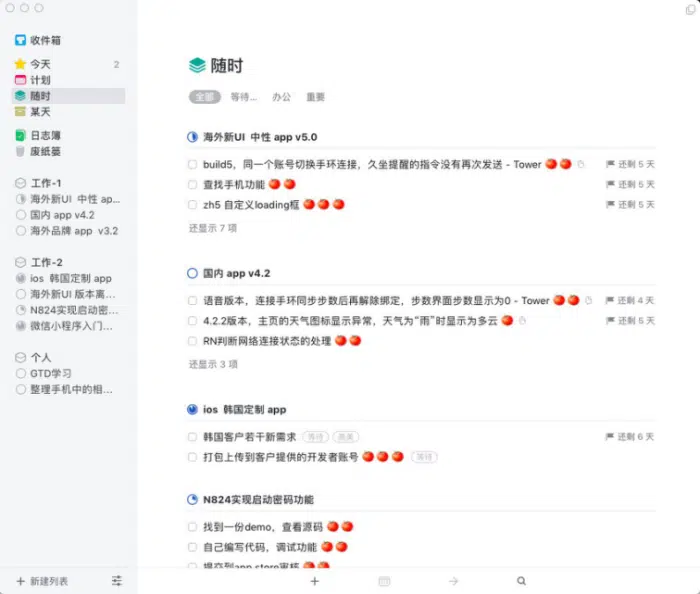 收件箱
今天 2
计划
随时
某天
日志簿
废纸篓
工作-1
海外新UI 中性 ap...
国内 app v4.2
海外品牌 app v3.2
工作-2
ios 韩国定制 app
海外新UI 版本离...
N824实现启动密...
微信小程序入门...
个人
GTD学习
整理手机中的相...
新建列表
随时
全部 等待... 办公 重要
海外新UI 中性 app v5.0
build5，同一个账号切换手环连接，久坐提醒的指令没有再次发送 - Tower 还剩 5 天
查找手机功能 还剩 5 天
zh5 自定义loading框 还剩 5 天
还显示 7 项
国内 app v4.2
语音版本，连接手环同步步数后再解除绑定，步数界面步数显示为0 - Tower 还剩 4 天
4.2.2版本，主页的天气图标显示异常，天气为“雨”时显示为多云 还剩 5 天
RN判断网络连接状态的处理
还显示 3 项
ios 韩国定制 app
韩国客户若干新需求 等待 还剩 6 天
打包上传到客户提供的开发者账号 等待
N824实现启动密码功能
找到一份demo，查看源码
自己编写代码，调试功能
提交到app store审核